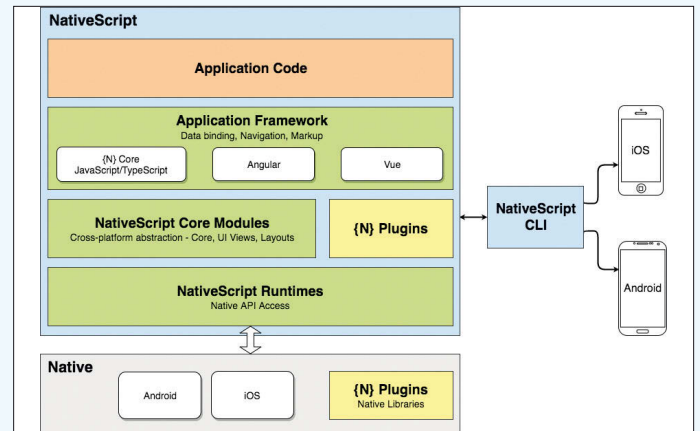 NativeScript
Application Code
Application Framework
Data binding, Navigation, Markup
{N} Core
JavaScript/TypeScript
Angular
Vue
NativeScript Core Modules
Cross-platform abstraction - Core, UI Views, Layouts
{N} Plugins
NativeScript Runtimes
Native API Access
NativeScript
CLI
iOS
Android
Native
Android
iOS
{N} Plugins
Native Libraries